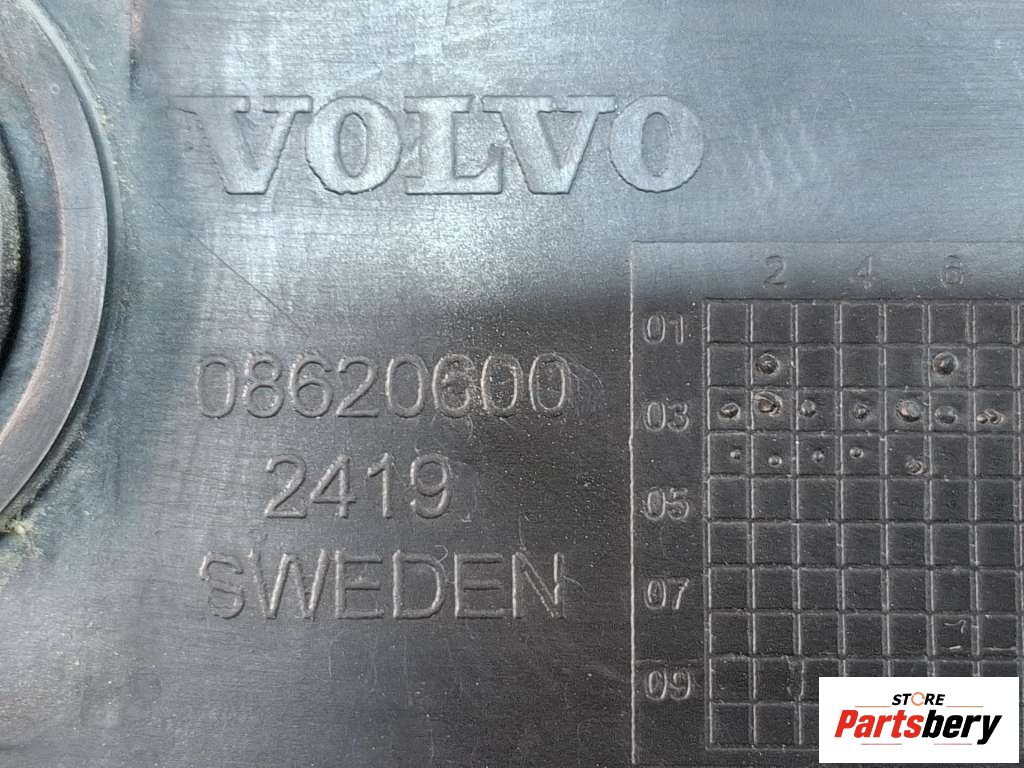 VOLVO
2 4 6
01
08620600
03
2419
05
SWEDEN
07
09
STORE
Partsbery